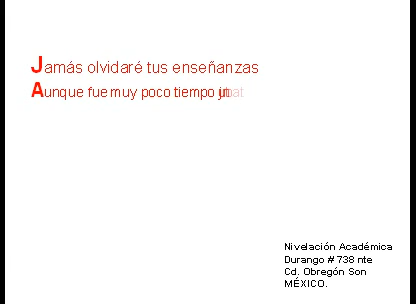 Jamás olvidaré tus enseñanzas
Aunque fue muy poco tiempo
Nivelación Académica
Durango # 738 nte
Cd. Obregón Son
MÉXICO.